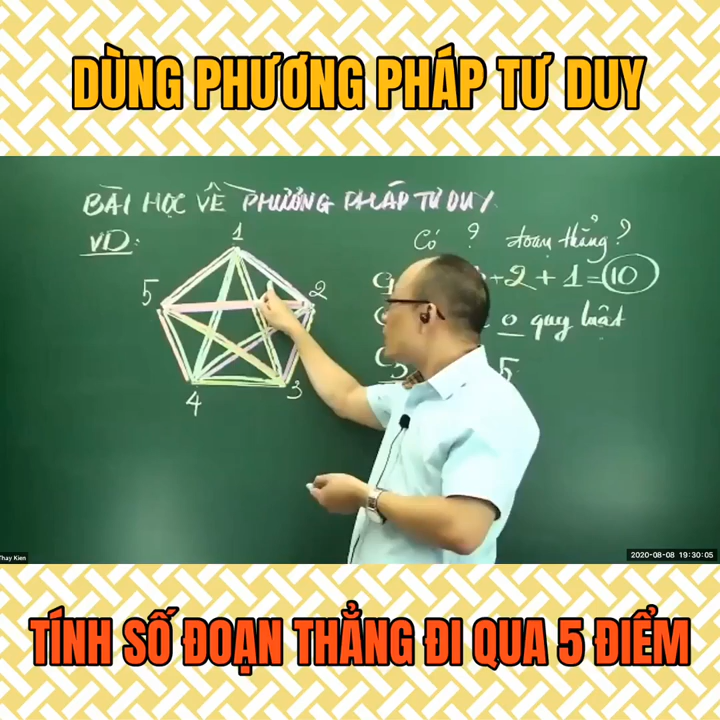 DÙNG PHƯƠNG PHÁP TƯ DUY
BÀI HỌC VỀ PHƯƠNG PHÁP TƯ DUY
VD:
Có ? đoạn thẳng?
1
5
2
4
3
+2+1=10
0 quy luật
5
Thay Kien
2020-08-08 19:30:05
TÍNH SỐ ĐOẠN THẲNG ĐI QUA 5 ĐIỂM